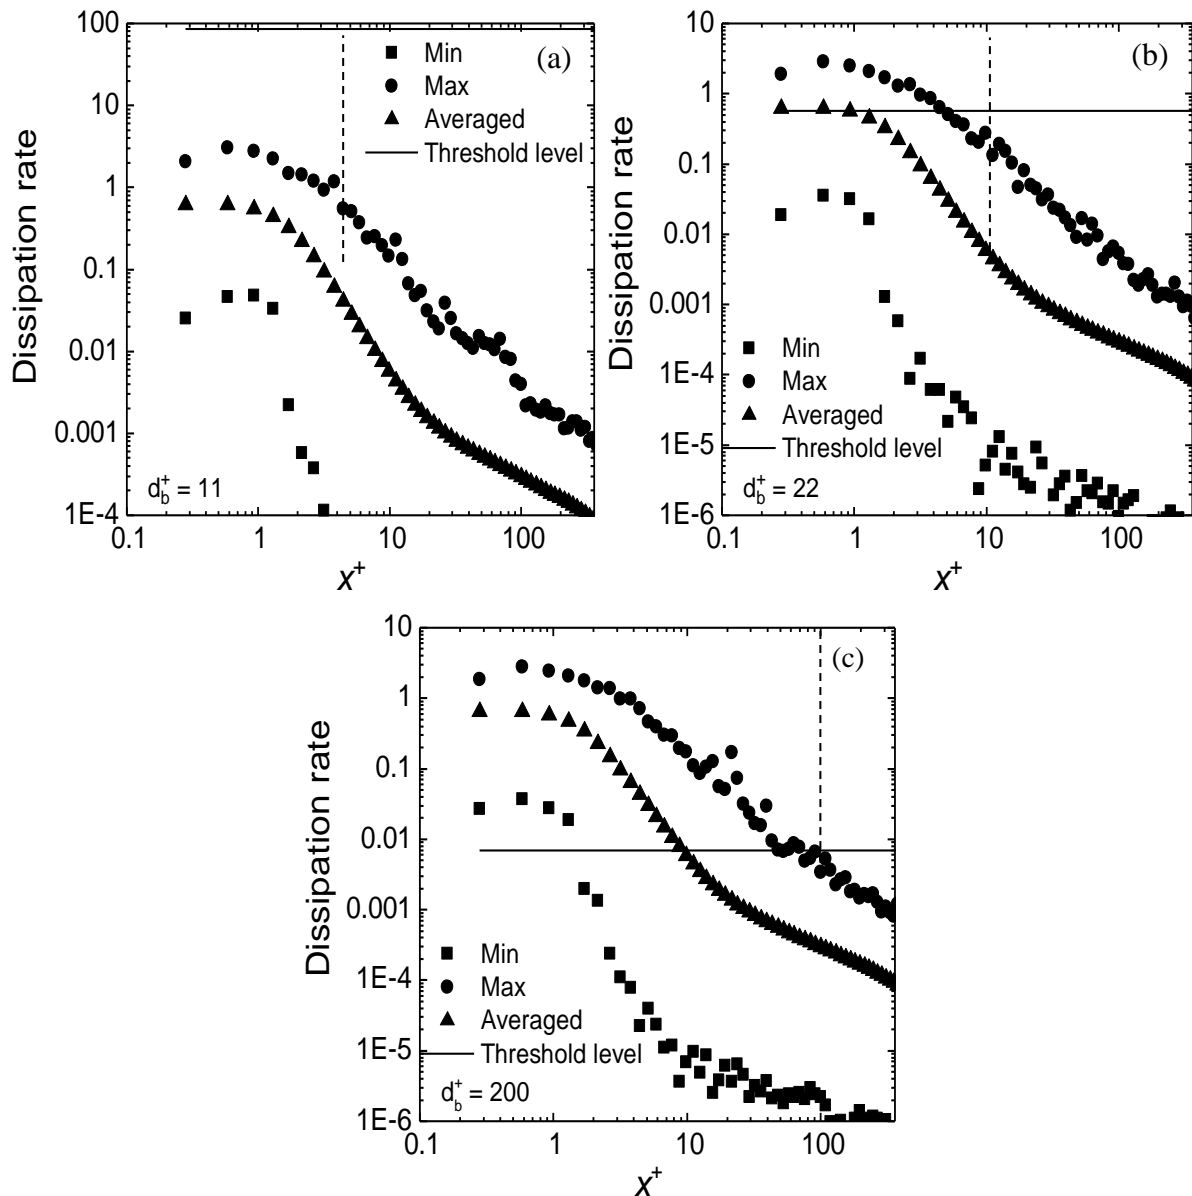 (a)
Dissipation rate
100
10
1
0.1
0.01
0.001
1E-4
Min
Max
Averaged
Threshold level
d_b^+ = 11
0.1 1 10 100
x^+
(b)
Dissipation rate
10
1
0.1
0.01
0.001
1E-4
1E-5
1E-6
Min
Max
Averaged
Threshold level
d_b^+ = 22
0.1 1 10 100
x^+
(c)
Dissipation rate
10
1
0.1
0.01
0.001
1E-4
1E-5
1E-6
Min
Max
Averaged
Threshold level
d_b^+ = 200
0.1 1 10 100
x^+